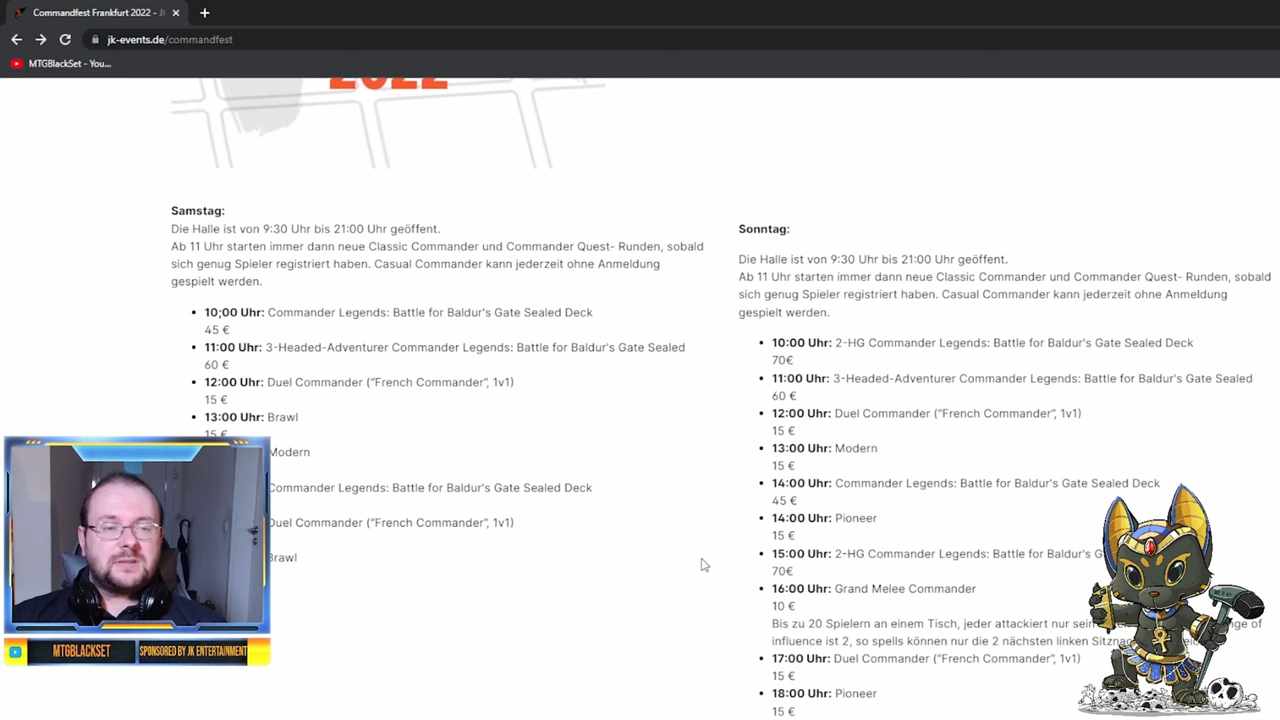 Commandfest Frankfurt 2022 - J
jk-events.de/commandfest
MTGBlackSet - You...
2022
Samstag:
Die Halle ist von 9:30 Uhr bis 21:00 Uhr geöffent.
Ab 11 Uhr starten immer dann neue Classic Commander und Commander Quest- Runden, sobald
sich genug Spieler registriert haben. Casual Commander kann jederzeit ohne Anmeldung
gespielt werden.
• 10;00 Uhr: Commander Legends: Battle for Baldur's Gate Sealed Deck
45 €
• 11:00 Uhr: 3-Headed-Adventurer Commander Legends: Battle for Baldur's Gate Sealed
60 €
• 12:00 Uhr: Duel Commander ("French Commander", 1v1)
15 €
• 13:00 Uhr: Brawl
15 €
Modern
Commander Legends: Battle for Baldur's Gate Sealed Deck
Duel Commander ("French Commander", 1v1)
Brawl
Sonntag:
Die Halle ist von 9:30 Uhr bis 21:00 Uhr geöffent.
Ab 11 Uhr starten immer dann neue Classic Commander und Commander Quest- Runden, sobald
sich genug Spieler registriert haben. Casual Commander kann jederzeit ohne Anmeldung
gespielt werden.
• 10:00 Uhr: 2-HG Commander Legends: Battle for Baldur's Gate Sealed Deck
70€
• 11:00 Uhr: 3-Headed-Adventurer Commander Legends: Battle for Baldur's Gate Sealed
60 €
• 12:00 Uhr: Duel Commander ("French Commander", 1v1)
15 €
• 13:00 Uhr: Modern
15 €
• 14:00 Uhr: Commander Legends: Battle for Baldur's Gate Sealed Deck
45 €
• 14:00 Uhr: Pioneer
15 €
• 15:00 Uhr: 2-HG Commander Legends: Battle for Baldur's G
70€
• 16:00 Uhr: Grand Melee Commander
10 €
Bis zu 20 Spielern an einem Tisch, jeder attackiert nur sein ge of
influence ist 2, so spells können nur die 2 nächsten linken Sitzna
• 17:00 Uhr: Duel Commander ("French Commander", 1v1)
15 €
• 18:00 Uhr: Pioneer
15 €
MTGBLACKSET
SPONSORED BY JK ENTERTAINMENT